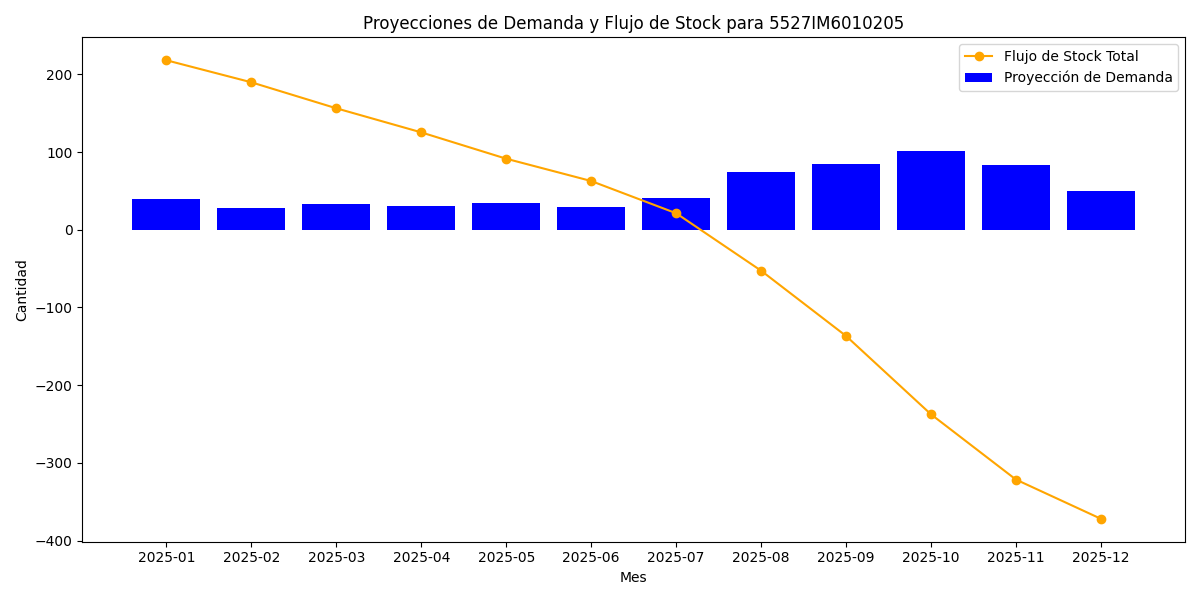 Proyecciones de Demanda y Flujo de Stock para 5527IM6010205
Flujo de Stock Total
Proyección de Demanda
200
100
0
−100
−200
−300
−400
Cantidad
2025-01 2025-02 2025-03 2025-04 2025-05 2025-06 2025-07 2025-08 2025-09 2025-10 2025-11 2025-12
Mes